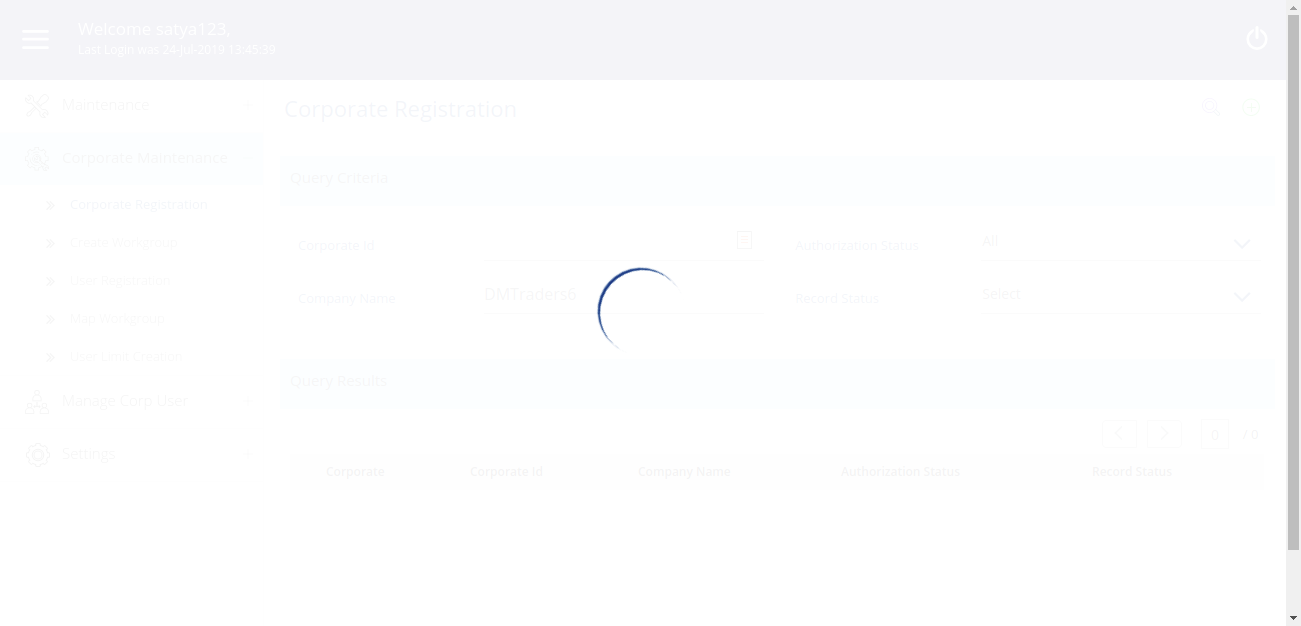 Welcome satya123,
Last Login was 24-Jul-2019 13:45:39
Maintenance
Corporate Maintenance
Corporate Registration
Create Workgroup
User Registration
Map Workgroup
User Limit Creation
Manage Corp User
Settings
Corporate Registration
Query Criteria
Corporate Id
Authorization Status
All
Company Name
OMTraders6
Record Status
Select
Query Results
0 / 0
Corporate Corporate Id Company Name Authorization Status Record Status